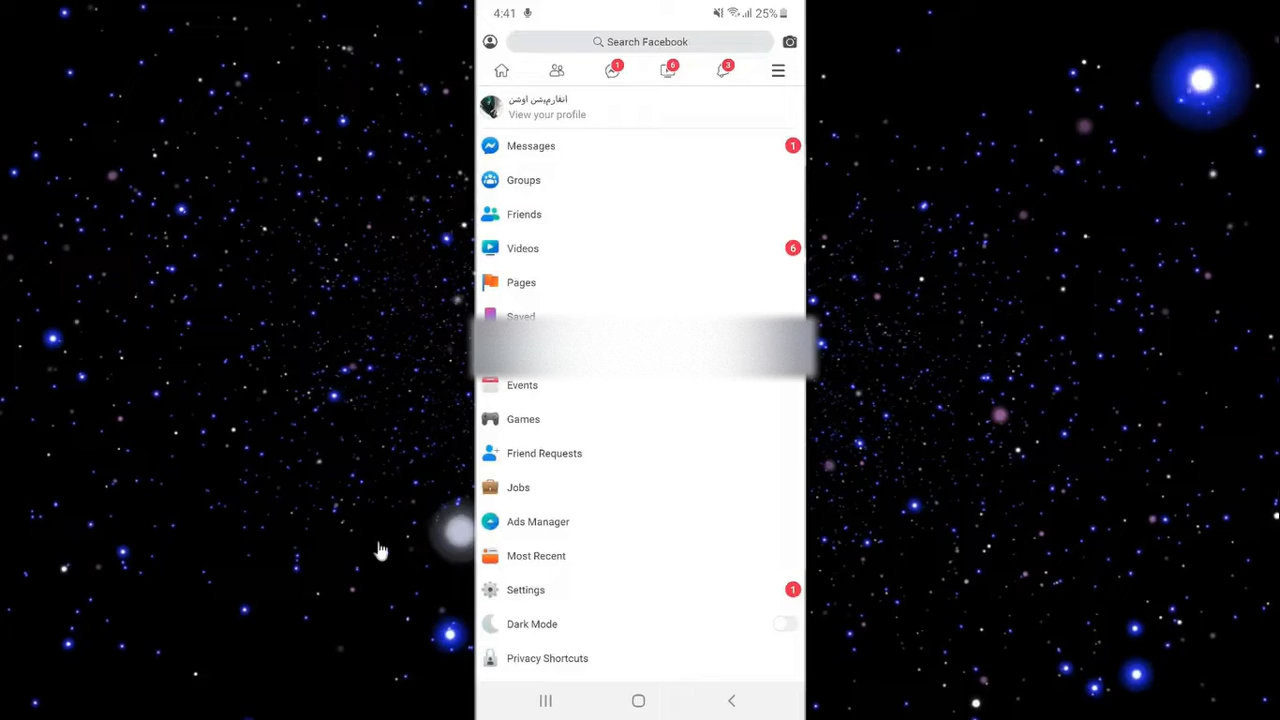 4:41
25%
Search Facebook
1
6
3
انفارمیشن اوشن
View your profile
Messages
1
Groups
Friends
Videos
6
Pages
Saved
Events
Games
Friend Requests
Jobs
Ads Manager
Most Recent
Settings
1
Dark Mode
Privacy Shortcuts